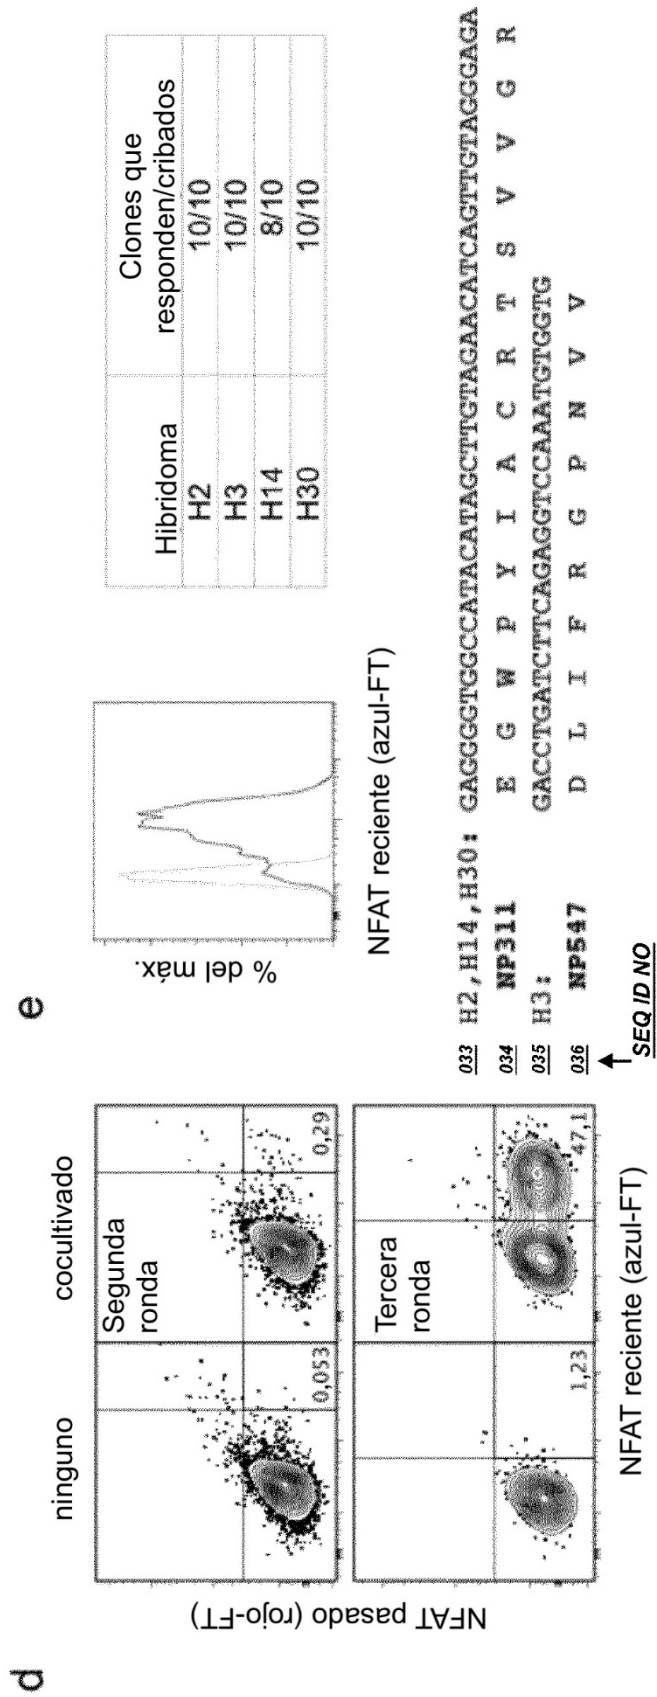 d
ninguno
cocultivado
Segunda
ronda
0,053
0,29
Tercera
ronda
1,23
47,1
NFAT pasado (rojo-FT)
NFAT reciente (azul-FT)
e
% del máx.
NFAT reciente (azul-FT)
Hibridoma
Clones que
responden/cribados
H2 10/10
H3 10/10
H14 8/10
H30 10/10
033 H2,H14,H30: GAGGGGTGGCCATACATAGCTTGTAGAACATCAGTTGTAGGGAGA
034 NP311 E G W P Y I A C R T S V V G R
035 H3: GACCTGATCTTCAGAGGTCCAAATGTGGTG
036 NP547 D L I F R G P N V V
SEQ ID NO